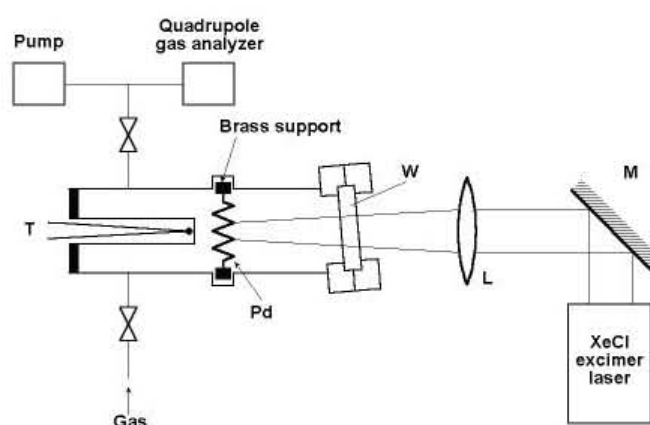 Pump
Quadrupole
gas analyzer
Brass support
W
M
T
L
Pd
XeCl
excimer
laser
Gas